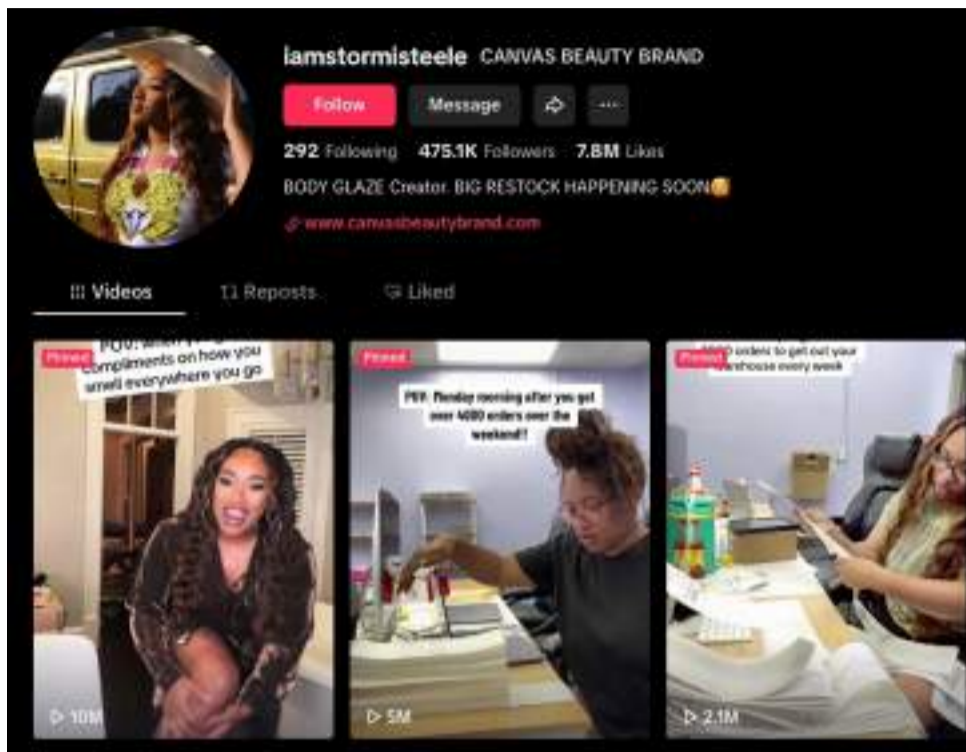 iamstormisteele CANVAS BEAUTY BRAND
Follow Message
292 Following 475.1K Followers 7.8M Likes
BODY GLAZE Creator. BIG RESTOCK HAPPENING SOON
www.canvasbeautybrand.com
Videos Reposts Liked
Pinned
POV: when
compliments on how you
smell everywhere you go
10M
Pinned
POV: Monday morning after you get
over 4000 orders over the
weekend!!
5M
Pinned
orders to get out your
warehouse every week
2.1M